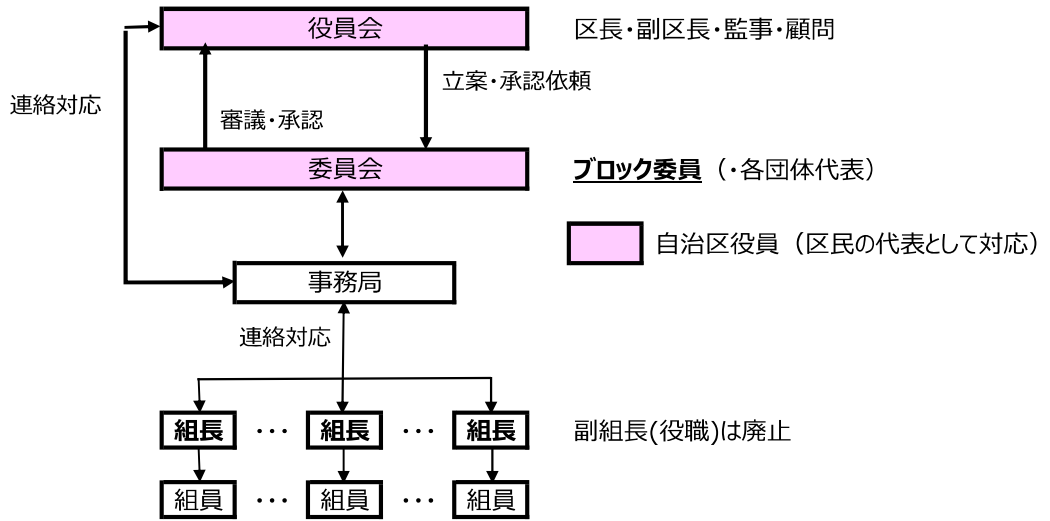 役員会
区長・副区長・監事・顧問
立案・承認依頼
連絡対応
審議・承認
委員会
ブロック委員（・各団体代表）
自治区役員（区民の代表として対応）
事務局
連絡対応
組長 ･･･ 組長 ･･･ 組長
副組長(役職)は廃止
組員 ･･･ 組員 ･･･ 組員